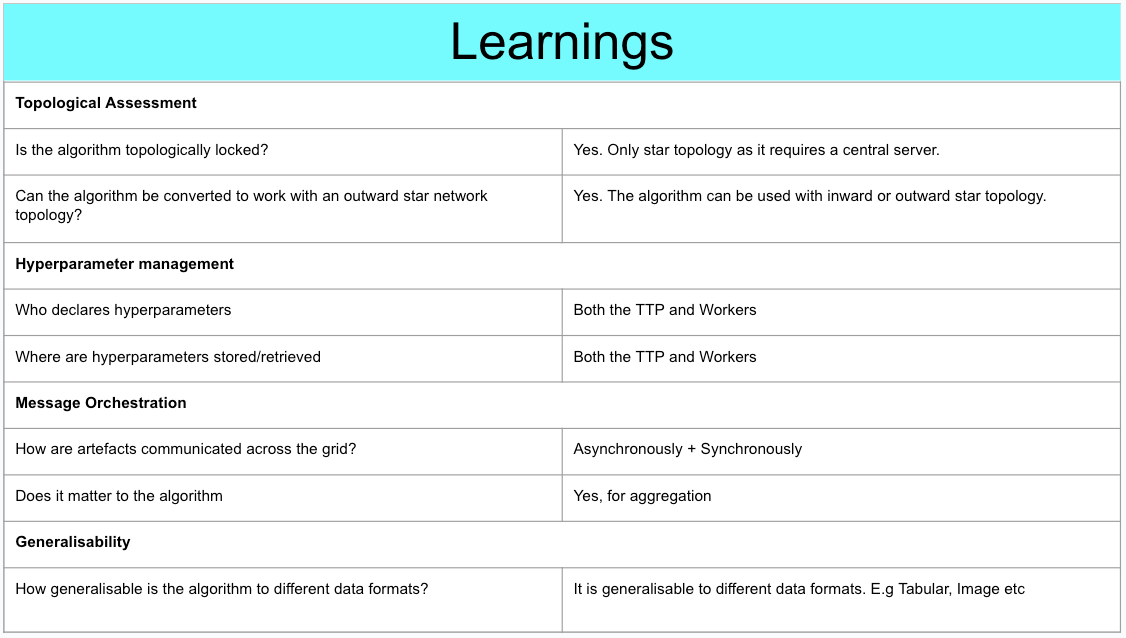 Learnings
Topological Assessment
Is the algorithm topologically locked?
Yes. Only star topology as it requires a central server.
Can the algorithm be converted to work with an outward star network
topology?
Yes. The algorithm can be used with inward or outward star topology.
Hyperparameter management
Who declares hyperparameters
Both the TTP and Workers
Where are hyperparameters stored/retrieved
Both the TTP and Workers
Message Orchestration
How are artefacts communicated across the grid?
Asynchronously + Synchronously
Does it matter to the algorithm
Yes, for aggregation
Generalisability
How generalisable is the algorithm to different data formats?
It is generalisable to different data formats. E.g Tabular, Image etc